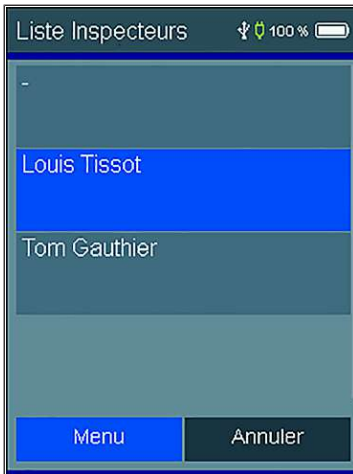 Liste Inspecteurs 100 %
-
Louis Tissot
Tom Gauthier
Menu Annuler